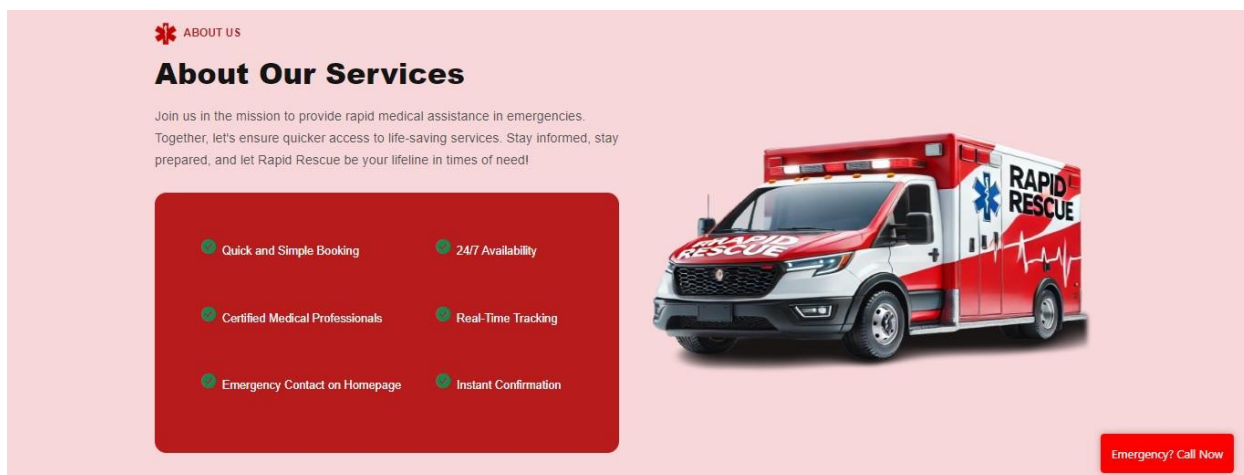 ABOUT US
About Our Services
Join us in the mission to provide rapid medical assistance in emergencies.
Together, let's ensure quicker access to life-saving services. Stay informed, stay
prepared, and let Rapid Rescue be your lifeline in times of need!
Quick and Simple Booking
24/7 Availability
Certified Medical Professionals
Real-Time Tracking
Emergency Contact on Homepage
Instant Confirmation
RAPID
RESCUE
RRAPID
RESCUE
Emergency? Call Now